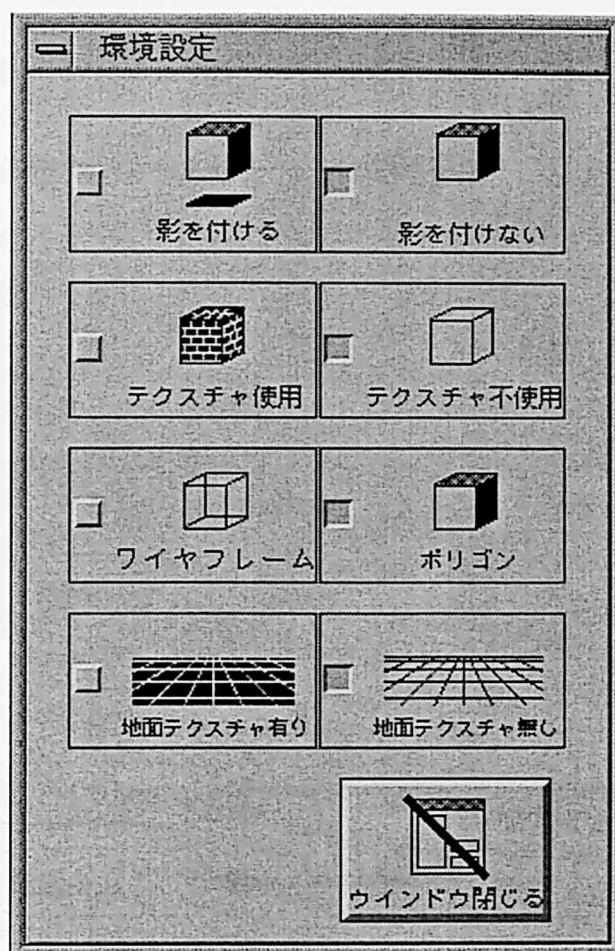 環境設定
影を付ける
影を付けない
テクスチャ使用
テクスチャ不使用
ワイヤフレーム
ポリゴン
地面テクスチャ有り
地面テクスチャ無し
ウインドウ閉じる